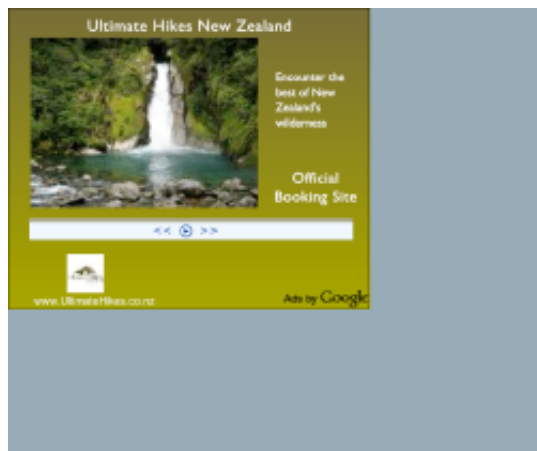 Ultimate Hikes New Zealand
Encounter the
best of New
Zealand's
wilderness
Official
Booking Site
<< >>
www.UltimateHikes.co.nz
Ads by Google